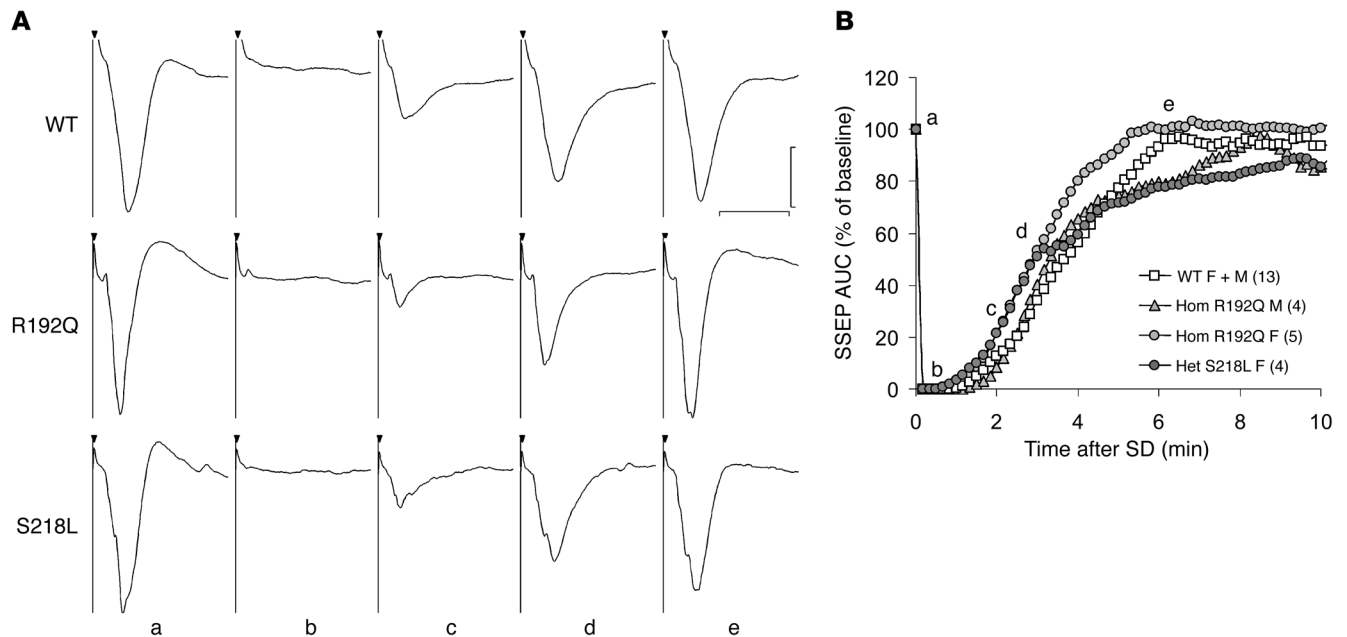 A
WT
R192Q
S218L
a b c d e
B
SSEP AUC (% of baseline)
120
100
80
60
40
20
0
a
b
c
d
e
WT F + M (13)
Hom R192Q M (4)
Hom R192Q F (5)
Het S218L F (4)
0 2 4 6 8 10
Time after SD (min)